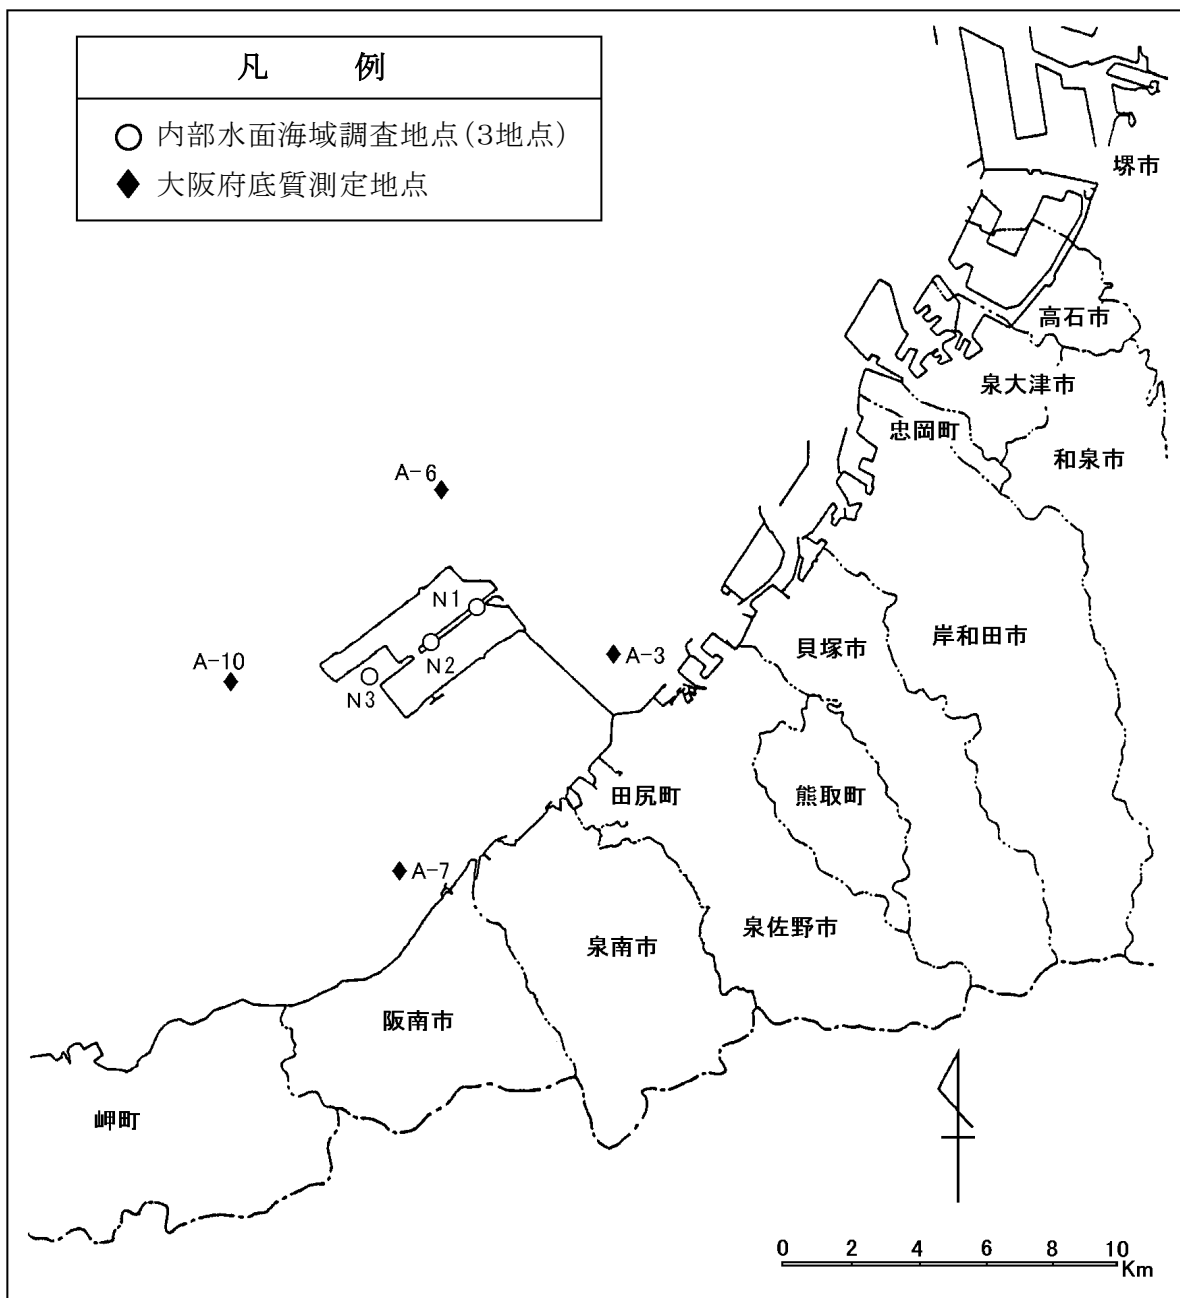 凡　例
○ 内部水面海域調査地点(3地点)
◆ 大阪府底質測定地点
堺市
高石市
泉大津市
忠岡町
和泉市
A-6
N1
岸和田市
貝塚市
A-3
N2
A-10
N3
田尻町
熊取町
A-7
泉佐野市
泉南市
阪南市
岬町
0 2 4 6 8 10
Km